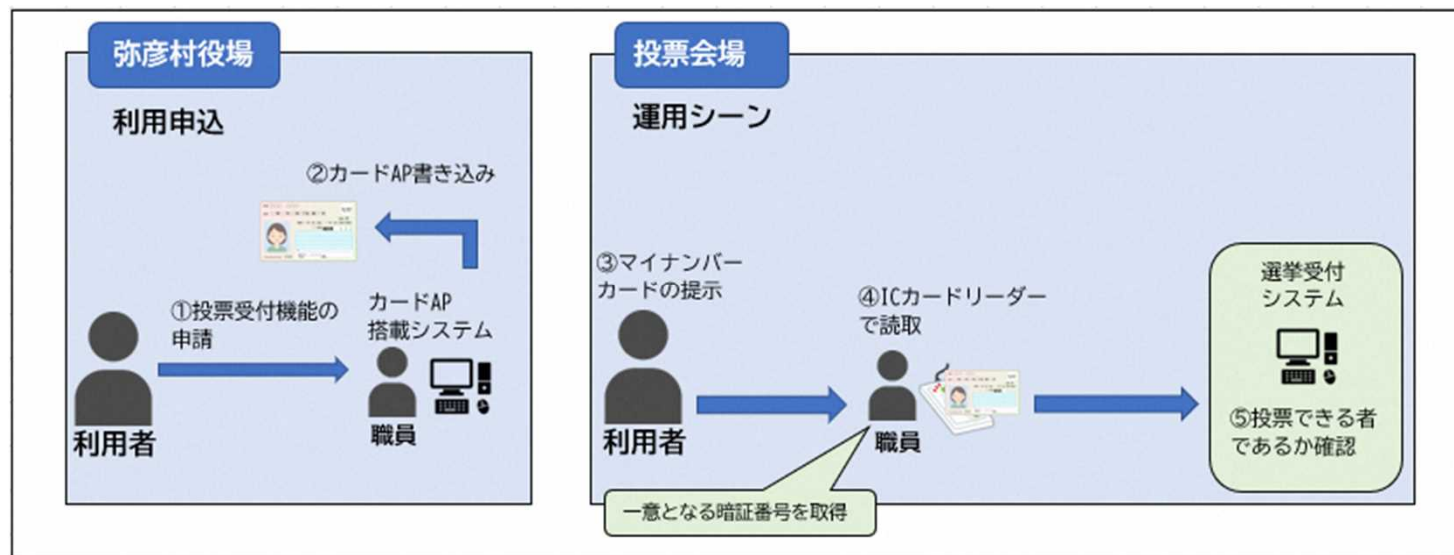 弥彦村役場
利用申込
②カードAP書き込み
①投票受付機能の
申請
カードAP
搭載システム
利用者
職員
投票会場
運用シーン
③マイナンバー
カードの提示
④ICカードリーダー
で読取
利用者
職員
一意となる暗証番号を取得
選挙受付
システム
⑤投票できる者
であるか確認